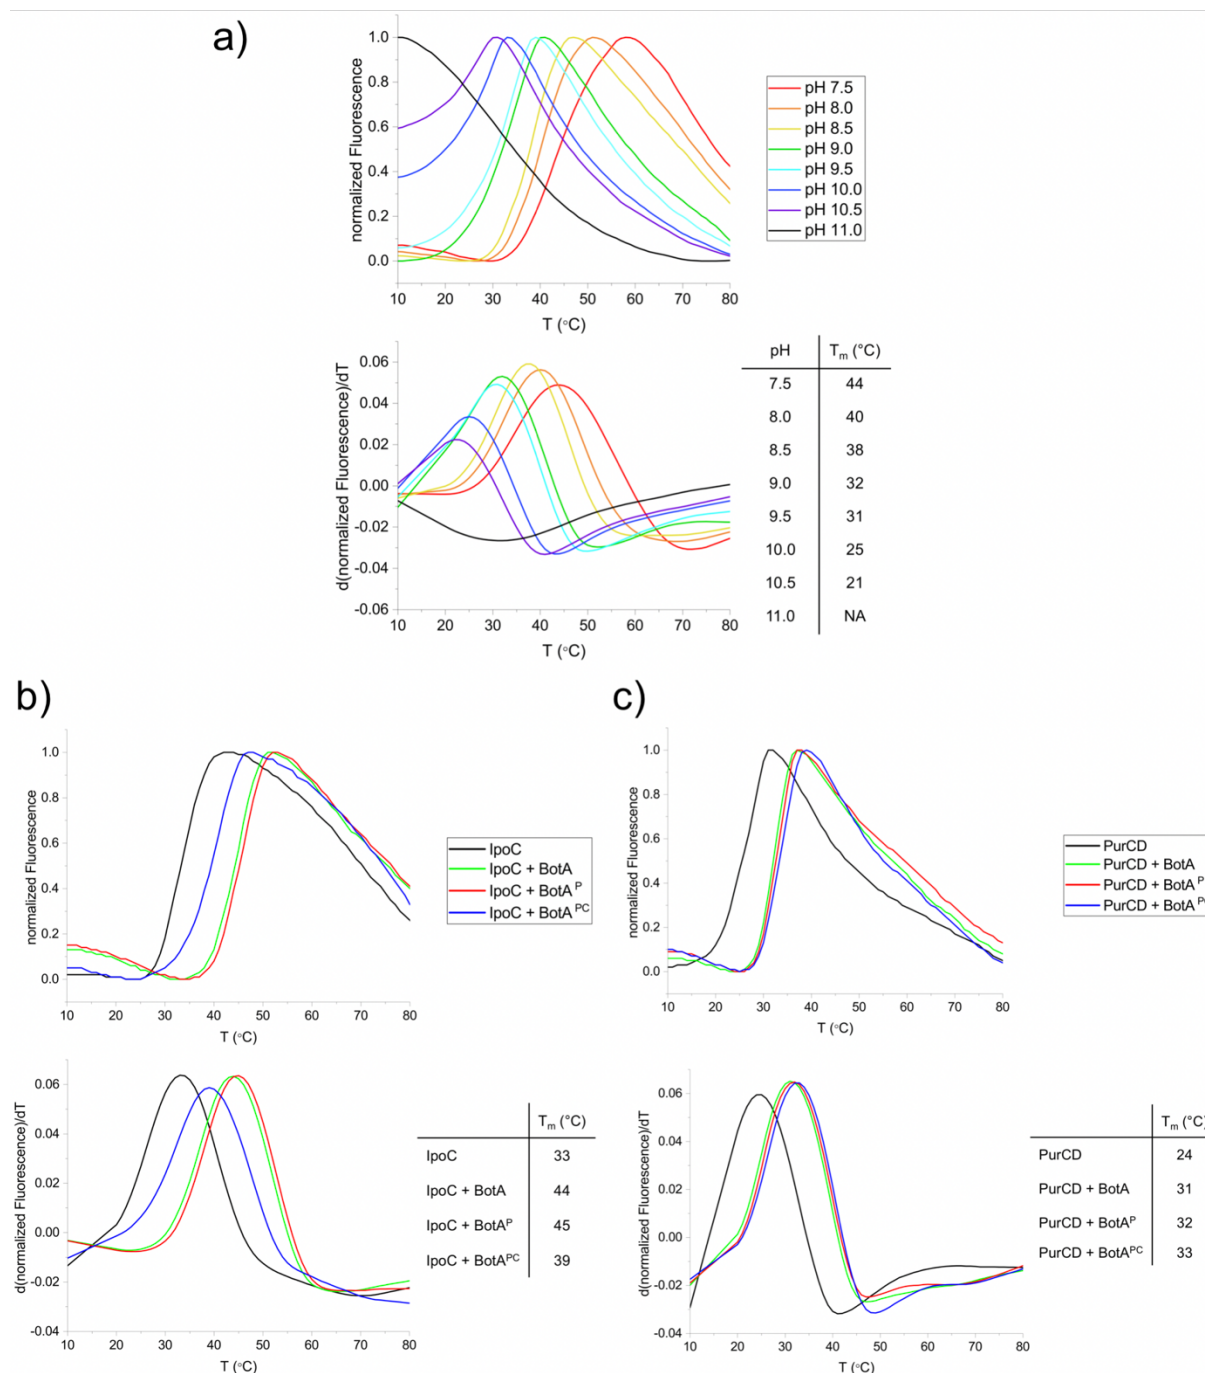 a)
normalized Fluorescence
1.0
0.8
0.6
0.4
0.2
0.0
10 20 30 40 50 60 70 80
T (°C)
pH 7.5
pH 8.0
pH 8.5
pH 9.0
pH 9.5
pH 10.0
pH 10.5
pH 11.0
d(normalized Fluorescence)/dT
0.06
0.04
0.02
0.00
-0.02
-0.04
-0.06
10 20 30 40 50 60 70 80
T (°C)
pH Tm (°C)
7.5 44
8.0 40
8.5 38
9.0 32
9.5 31
10.0 25
10.5 21
11.0 NA
b)
normalized Fluorescence
1.0
0.8
0.6
0.4
0.2
0.0
10 20 30 40 50 60 70 80
T (°C)
IpoC
IpoC + BotA
IpoC + BotA^P
IpoC + BotA^PC
d(normalized Fluorescence)/dT
0.06
0.04
0.02
0.00
-0.02
-0.04
10 20 30 40 50 60 70 80
T (°C)
Tm (°C)
IpoC 33
IpoC + BotA 44
IpoC + BotA^P 45
IpoC + BotA^PC 39
c)
normalized Fluorescence
1.0
0.8
0.6
0.4
0.2
0.0
10 20 30 40 50 60 70 80
T (°C)
PurCD
PurCD + BotA
PurCD + BotA^P
PurCD + BotA^P
d(normalized Fluorescence)/dT
0.06
0.04
0.02
0.00
-0.02
-0.04
10 20 30 40 50 60 70 80
T (°C)
Tm (°C)
PurCD 24
PurCD + BotA 31
PurCD + BotA^P 32
PurCD + BotA^PC 33